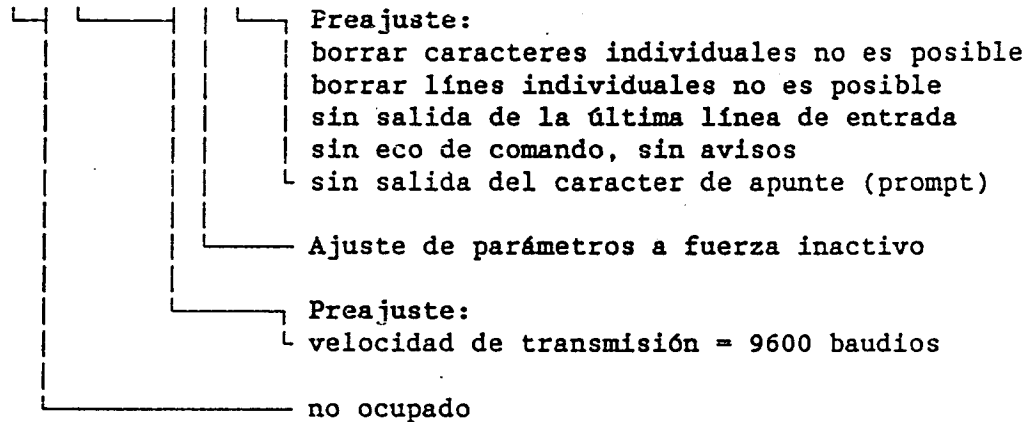 Preajuste:
borrar caracteres individuales no es posible
borrar línes individuales no es posible
sin salida de la última línea de entrada
sin eco de comando, sin avisos
sin salida del caracter de apunte (prompt)
Ajuste de parámetros a fuerza inactivo
Preajuste:
velocidad de transmisión = 9600 baudios
no ocupado